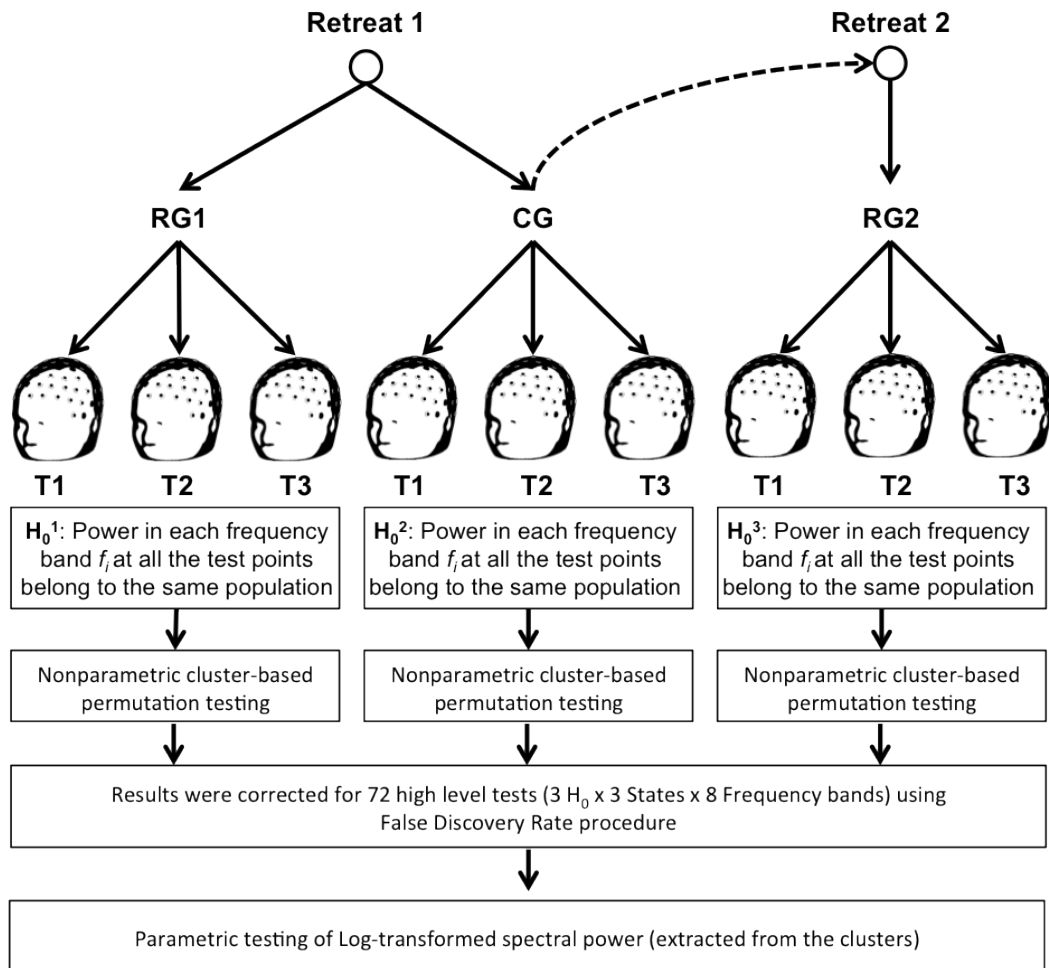 Retreat 1
Retreat 2
RG1
CG
RG2
T1
T2
T3
T1
T2
T3
T1
T2
T3
H₀¹: Power in each frequency
band fᵢ at all the test points
belong to the same population
H₀²: Power in each frequency
band fᵢ at all the test points
belong to the same population
H₀³: Power in each frequency
band fᵢ at all the test points
belong to the same population
Nonparametric cluster-based
permutation testing
Nonparametric cluster-based
permutation testing
Nonparametric cluster-based
permutation testing
Results were corrected for 72 high level tests (3 H₀ x 3 States x 8 Frequency bands) using
False Discovery Rate procedure
Parametric testing of Log-transformed spectral power (extracted from the clusters)